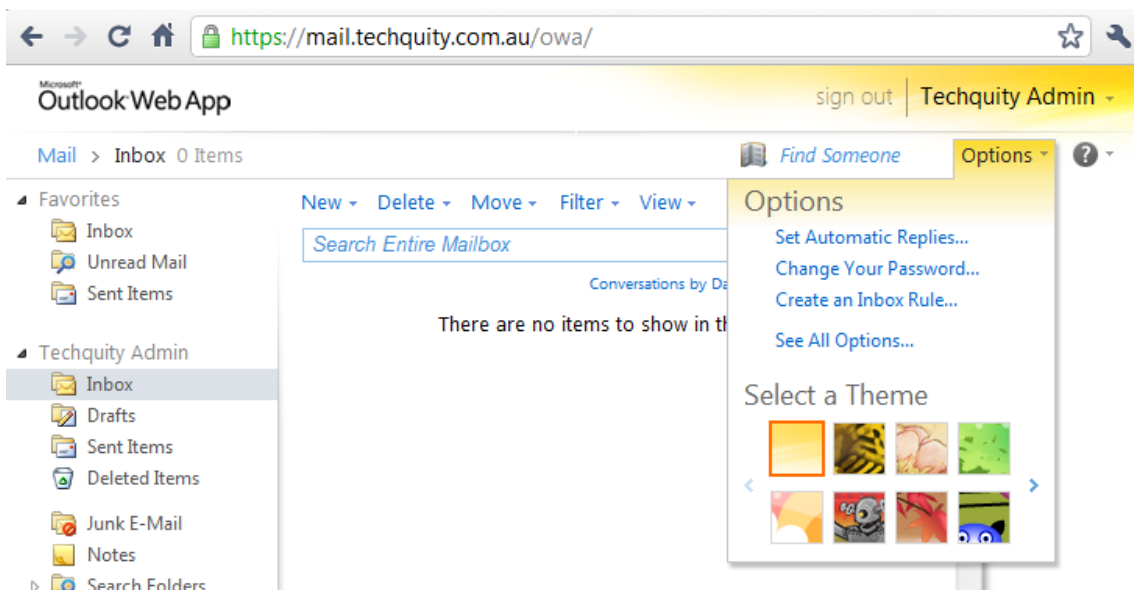 https://mail.techquity.com.au/owa/
Microsoft®
Outlook Web App
sign out Techquity Admin
Mail > Inbox 0 Items
Find Someone
Options
Favorites
Inbox
Unread Mail
Sent Items
Techquity Admin
Inbox
Drafts
Sent Items
Deleted Items
Junk E-Mail
Notes
Search Folders
New Delete Move Filter View
Search Entire Mailbox
Conversations by Da
There are no items to show in th
Options
Set Automatic Replies...
Change Your Password...
Create an Inbox Rule...
See All Options...
Select a Theme